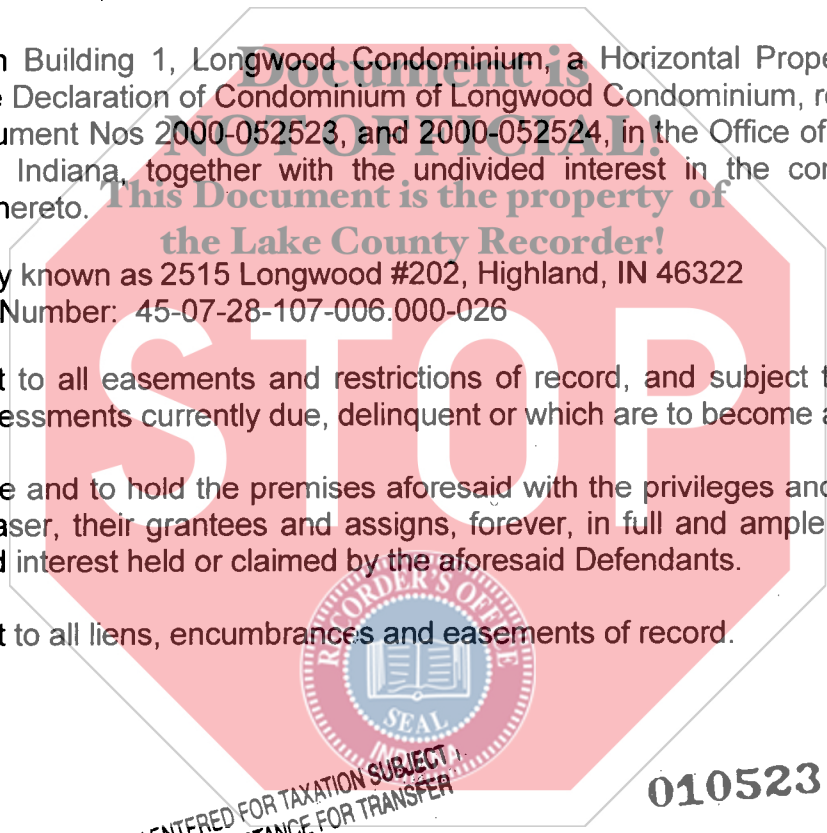 Document is
NOT OFFICIAL!
This Document is the property of
the Lake County Recorder!
STOP
n Building 1, Longwood Condominium, a Horizontal Prope
e Declaration of Condominium of Longwood Condominium, re
ument Nos 2000-052523, and 2000-052524, in the Office of
Indiana, together with the undivided interest in the con
hereto.
y known as 2515 Longwood #202, Highland, IN 46322
Number: 45-07-28-107-006.000-026
t to all easements and restrictions of record, and subject t
essments currently due, delinquent or which are to become a
e and to hold the premises aforesaid with the privileges and
aser, their grantees and assigns, forever, in full and ample
d interest held or claimed by the aforesaid Defendants.
t to all liens, encumbrances and easements of record.
RECORDER'S OFFICE
SEAL
INDIANA
ENTERED FOR TAXATION SUBJECT
FOR TRANSFER
010523